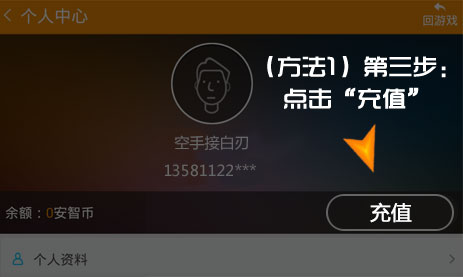 个人中心
回游戏
（方法1）第三步：
点击“充值”
空手接白刃
13581122***
余额：0安智币
充值
个人资料